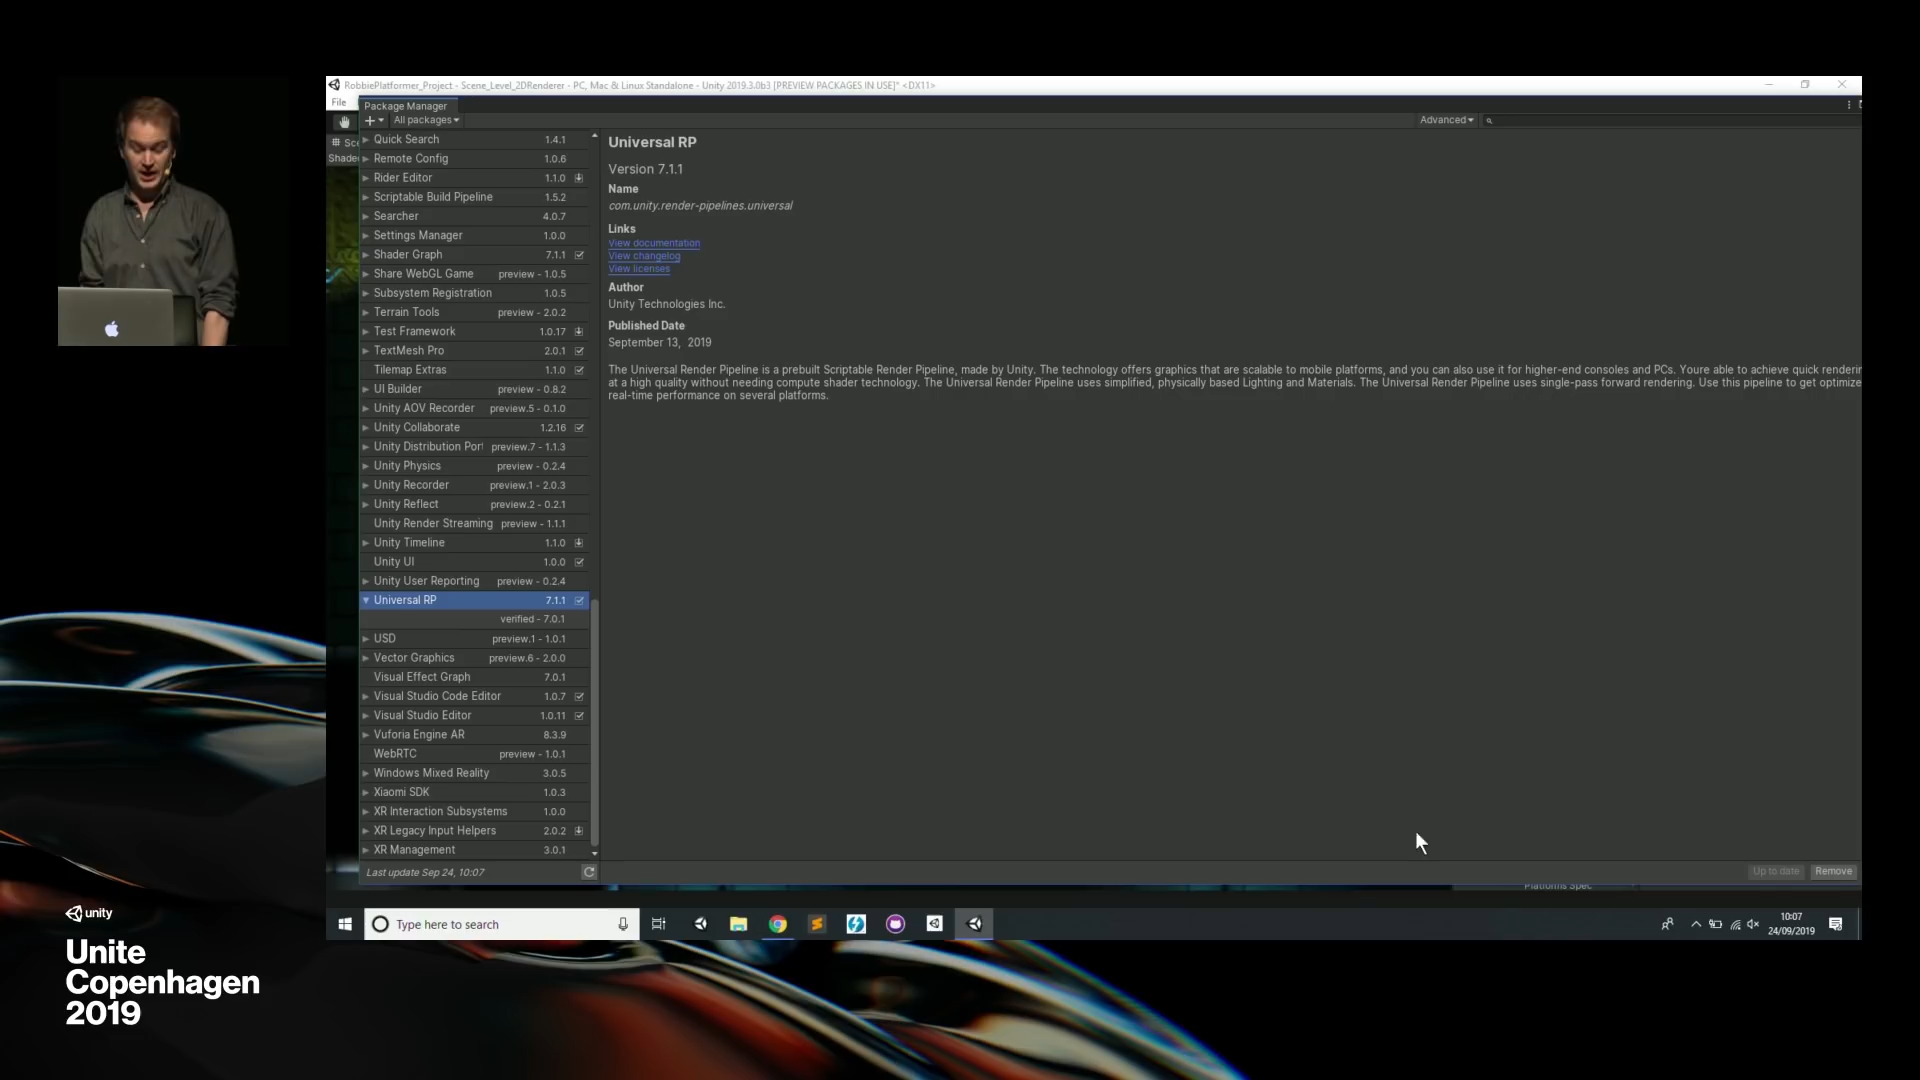 RobbiePlatformer_Project - Scene_Level_2DRenderer - PC, Mac & Linux Standalone - Unity 2019.3.0b3 [PREVIEW PACKAGES IN USE]* <DX11>
File
Package Manager
All packages
Advanced
Sce
Shade
Quick Search 1.4.1
Remote Config 1.0.6
Rider Editor 1.1.0
Scriptable Build Pipeline 1.5.2
Searcher 4.0.7
Settings Manager 1.0.0
Shader Graph 7.1.1
Share WebGL Game preview - 1.0.5
Subsystem Registration 1.0.5
Terrain Tools preview - 2.0.2
Test Framework 1.0.17
TextMesh Pro 2.0.1
Tilemap Extras 1.1.0
UI Builder preview - 0.8.2
Unity AOV Recorder preview.5 - 0.1.0
Unity Collaborate 1.2.16
Unity Distribution Por preview.7 - 1.1.3
Unity Physics preview - 0.2.4
Unity Recorder preview.1 - 2.0.3
Unity Reflect preview.2 - 0.2.1
Unity Render Streaming preview - 1.1.1
Unity Timeline 1.1.0
Unity UI 1.0.0
Unity User Reporting preview - 0.2.4
Universal RP 7.1.1
verified - 7.0.1
USD preview.1 - 1.0.1
Vector Graphics preview.6 - 2.0.0
Visual Effect Graph 7.0.1
Visual Studio Code Editor 1.0.7
Visual Studio Editor 1.0.11
Vuforia Engine AR 8.3.9
WebRTC preview - 1.0.1
Windows Mixed Reality 3.0.5
Xiaomi SDK 1.0.3
XR Interaction Subsystems 1.0.0
XR Legacy Input Helpers 2.0.2
XR Management 3.0.1
Last update Sep 24, 10:07
Universal RP
Version 7.1.1
Name
com.unity.render-pipelines.universal
Links
View documentation
View changelog
View licenses
Author
Unity Technologies Inc.
Published Date
September 13, 2019
The Universal Render Pipeline is a prebuilt Scriptable Render Pipeline, made by Unity. The technology offers graphics that are scalable to mobile platforms, and you can also use it for higher-end consoles and PCs. Youre able to achieve quick renderin
at a high quality without needing compute shader technology. The Universal Render Pipeline uses simplified, physically based Lighting and Materials. The Universal Render Pipeline uses single-pass forward rendering. Use this pipeline to get optimize
real-time performance on several platforms.
Up to date
Remove
Platforms Spec
Type here to search
10:07
24/09/2019
unity
Unite
Copenhagen
2019